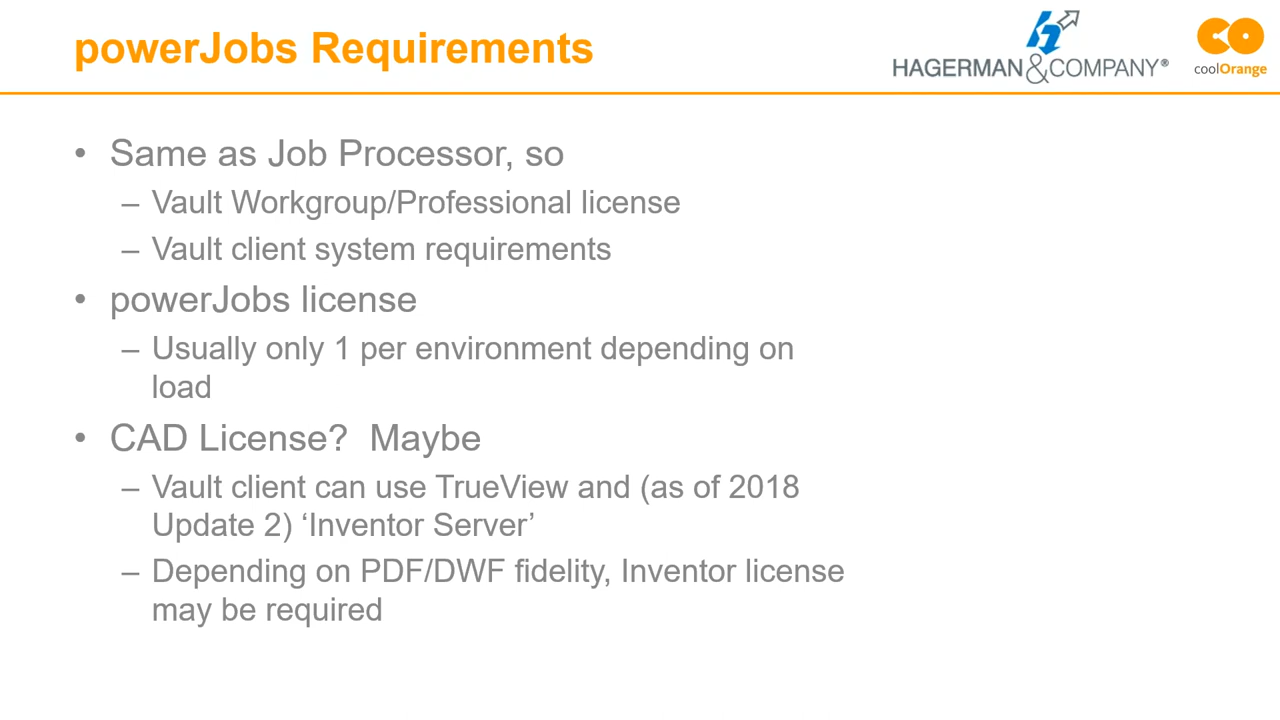 powerJobs Requirements
HAGERMAN&COMPANY®
coolOrange
• Same as Job Processor, so
– Vault Workgroup/Professional license
– Vault client system requirements
• powerJobs license
– Usually only 1 per environment depending on
load
• CAD License?  Maybe
– Vault client can use TrueView and (as of 2018
Update 2) ‘Inventor Server’
– Depending on PDF/DWF fidelity, Inventor license
may be required